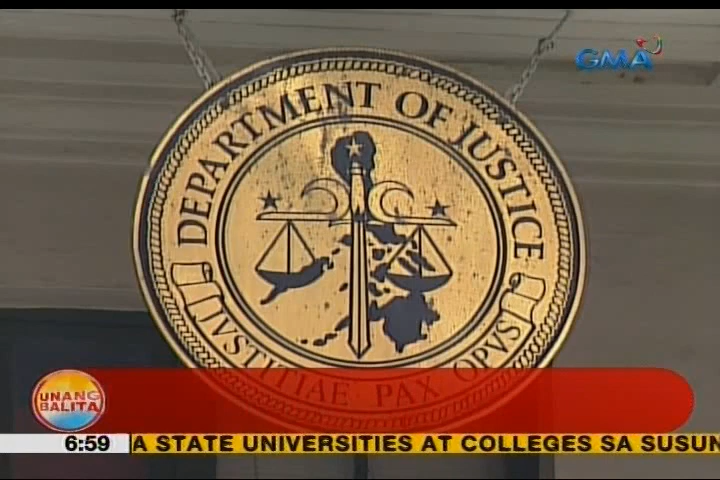 GMA
DEPARTMENT OF JUSTICE
IVSTITIAE PAX OPVS
UNANG
BALITA
6:59 A STATE UNIVERSITIES AT COLLEGES SA SUSUN